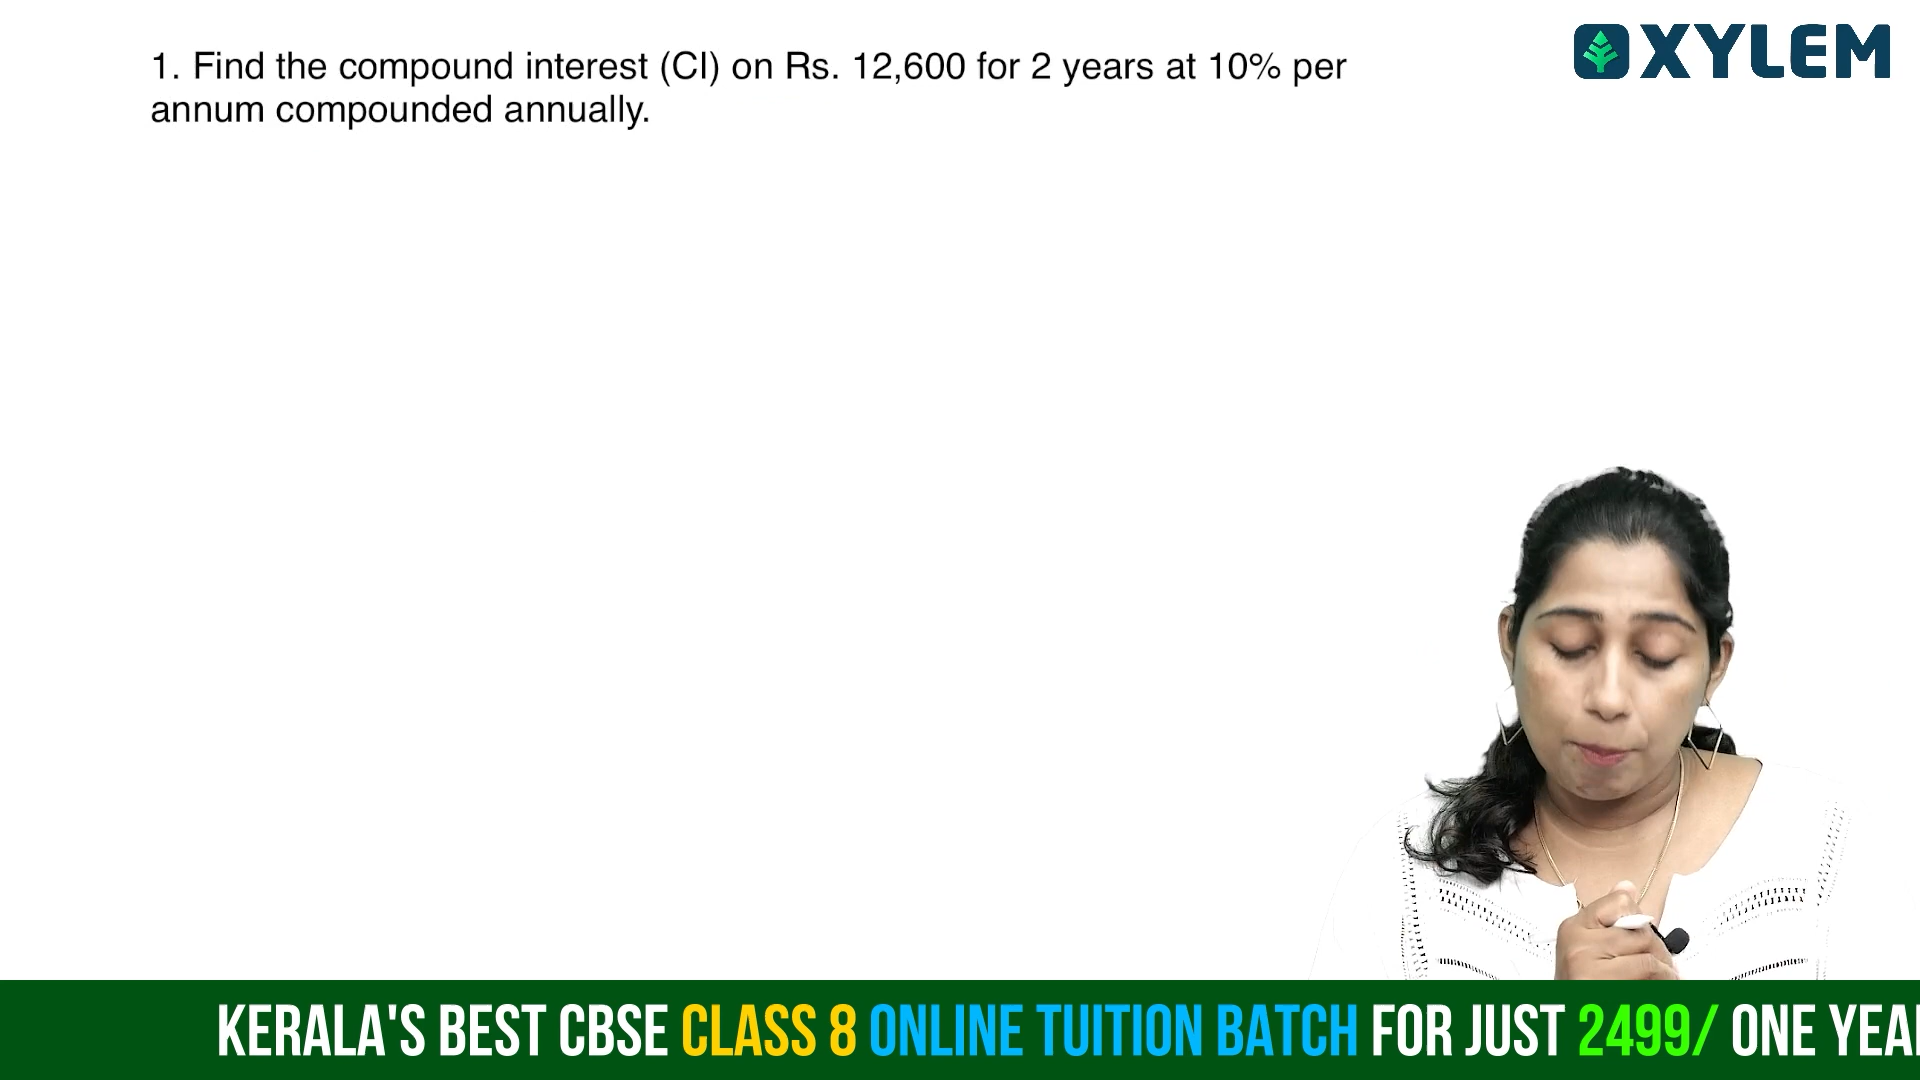 1. Find the compound interest (CI) on Rs. 12,600 for 2 years at 10% per
annum compounded annually.
XYLEM
KERALA'S BEST CBSE CLASS 8 ONLINE TUITION BATCH FOR JUST 2499/ ONE YEA